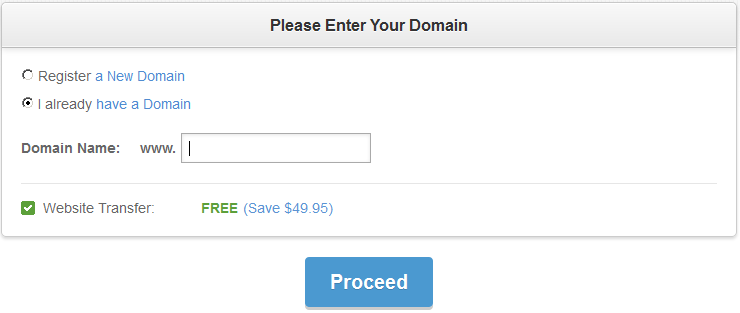 Please Enter Your Domain
Register a New Domain
I already have a Domain
Domain Name: www.
Website Transfer: FREE (Save $49.95)
Proceed